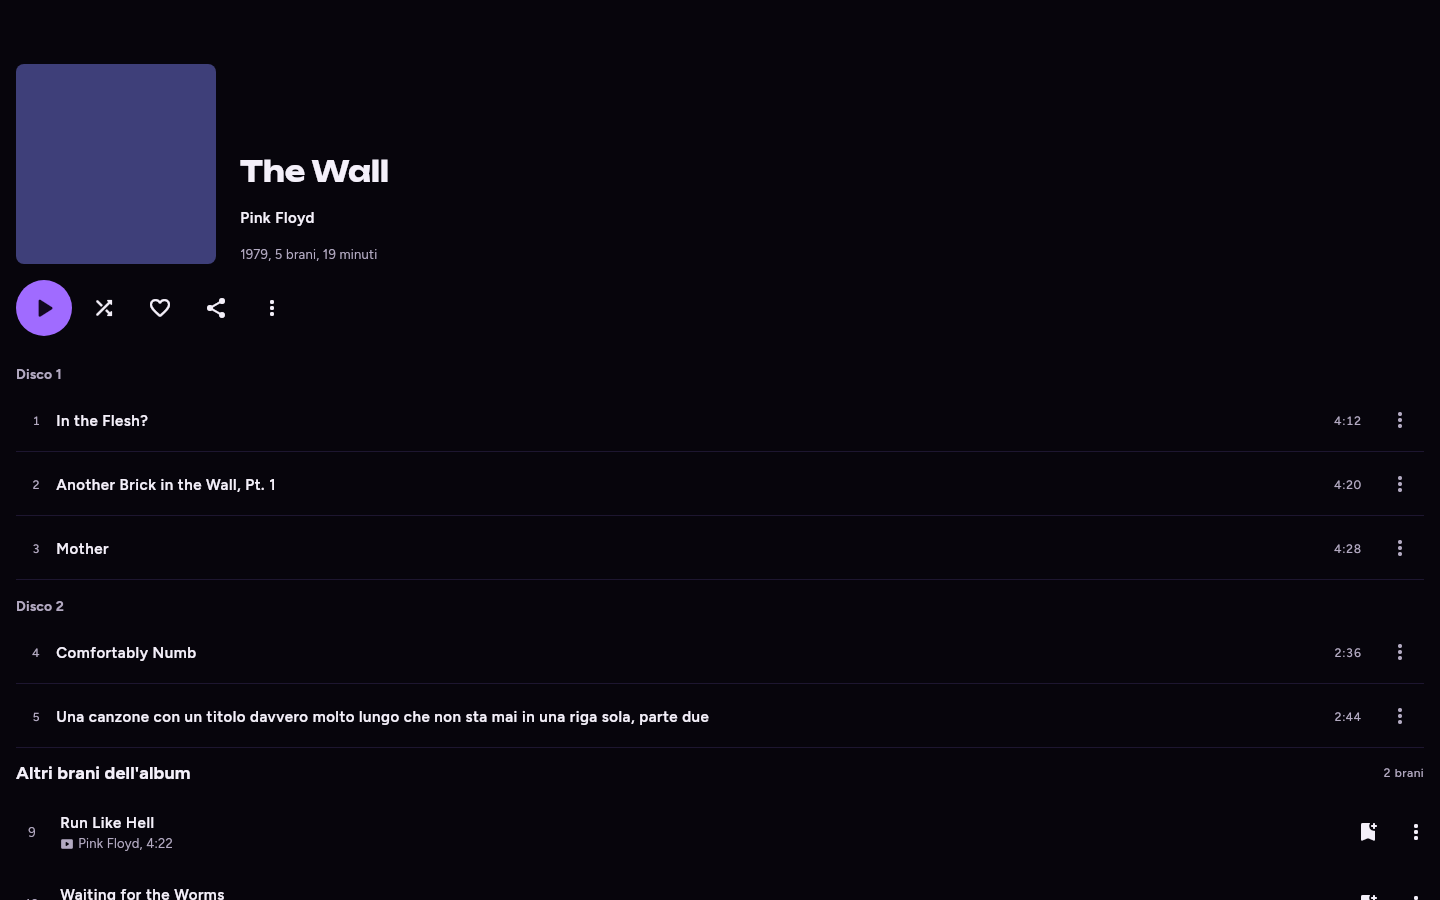 The Wall
Pink Floyd
1979, 5 brani, 19 minuti
Disco 1
1 In the Flesh? 4:12
2 Another Brick in the Wall, Pt. 1 4:20
3 Mother 4:28
Disco 2
4 Comfortably Numb 2:36
5 Una canzone con un titolo davvero molto lungo che non sta mai in una riga sola, parte due 2:44
Altri brani dell'album 2 brani
9 Run Like Hell
Pink Floyd, 4:22
Waiting for the Worms